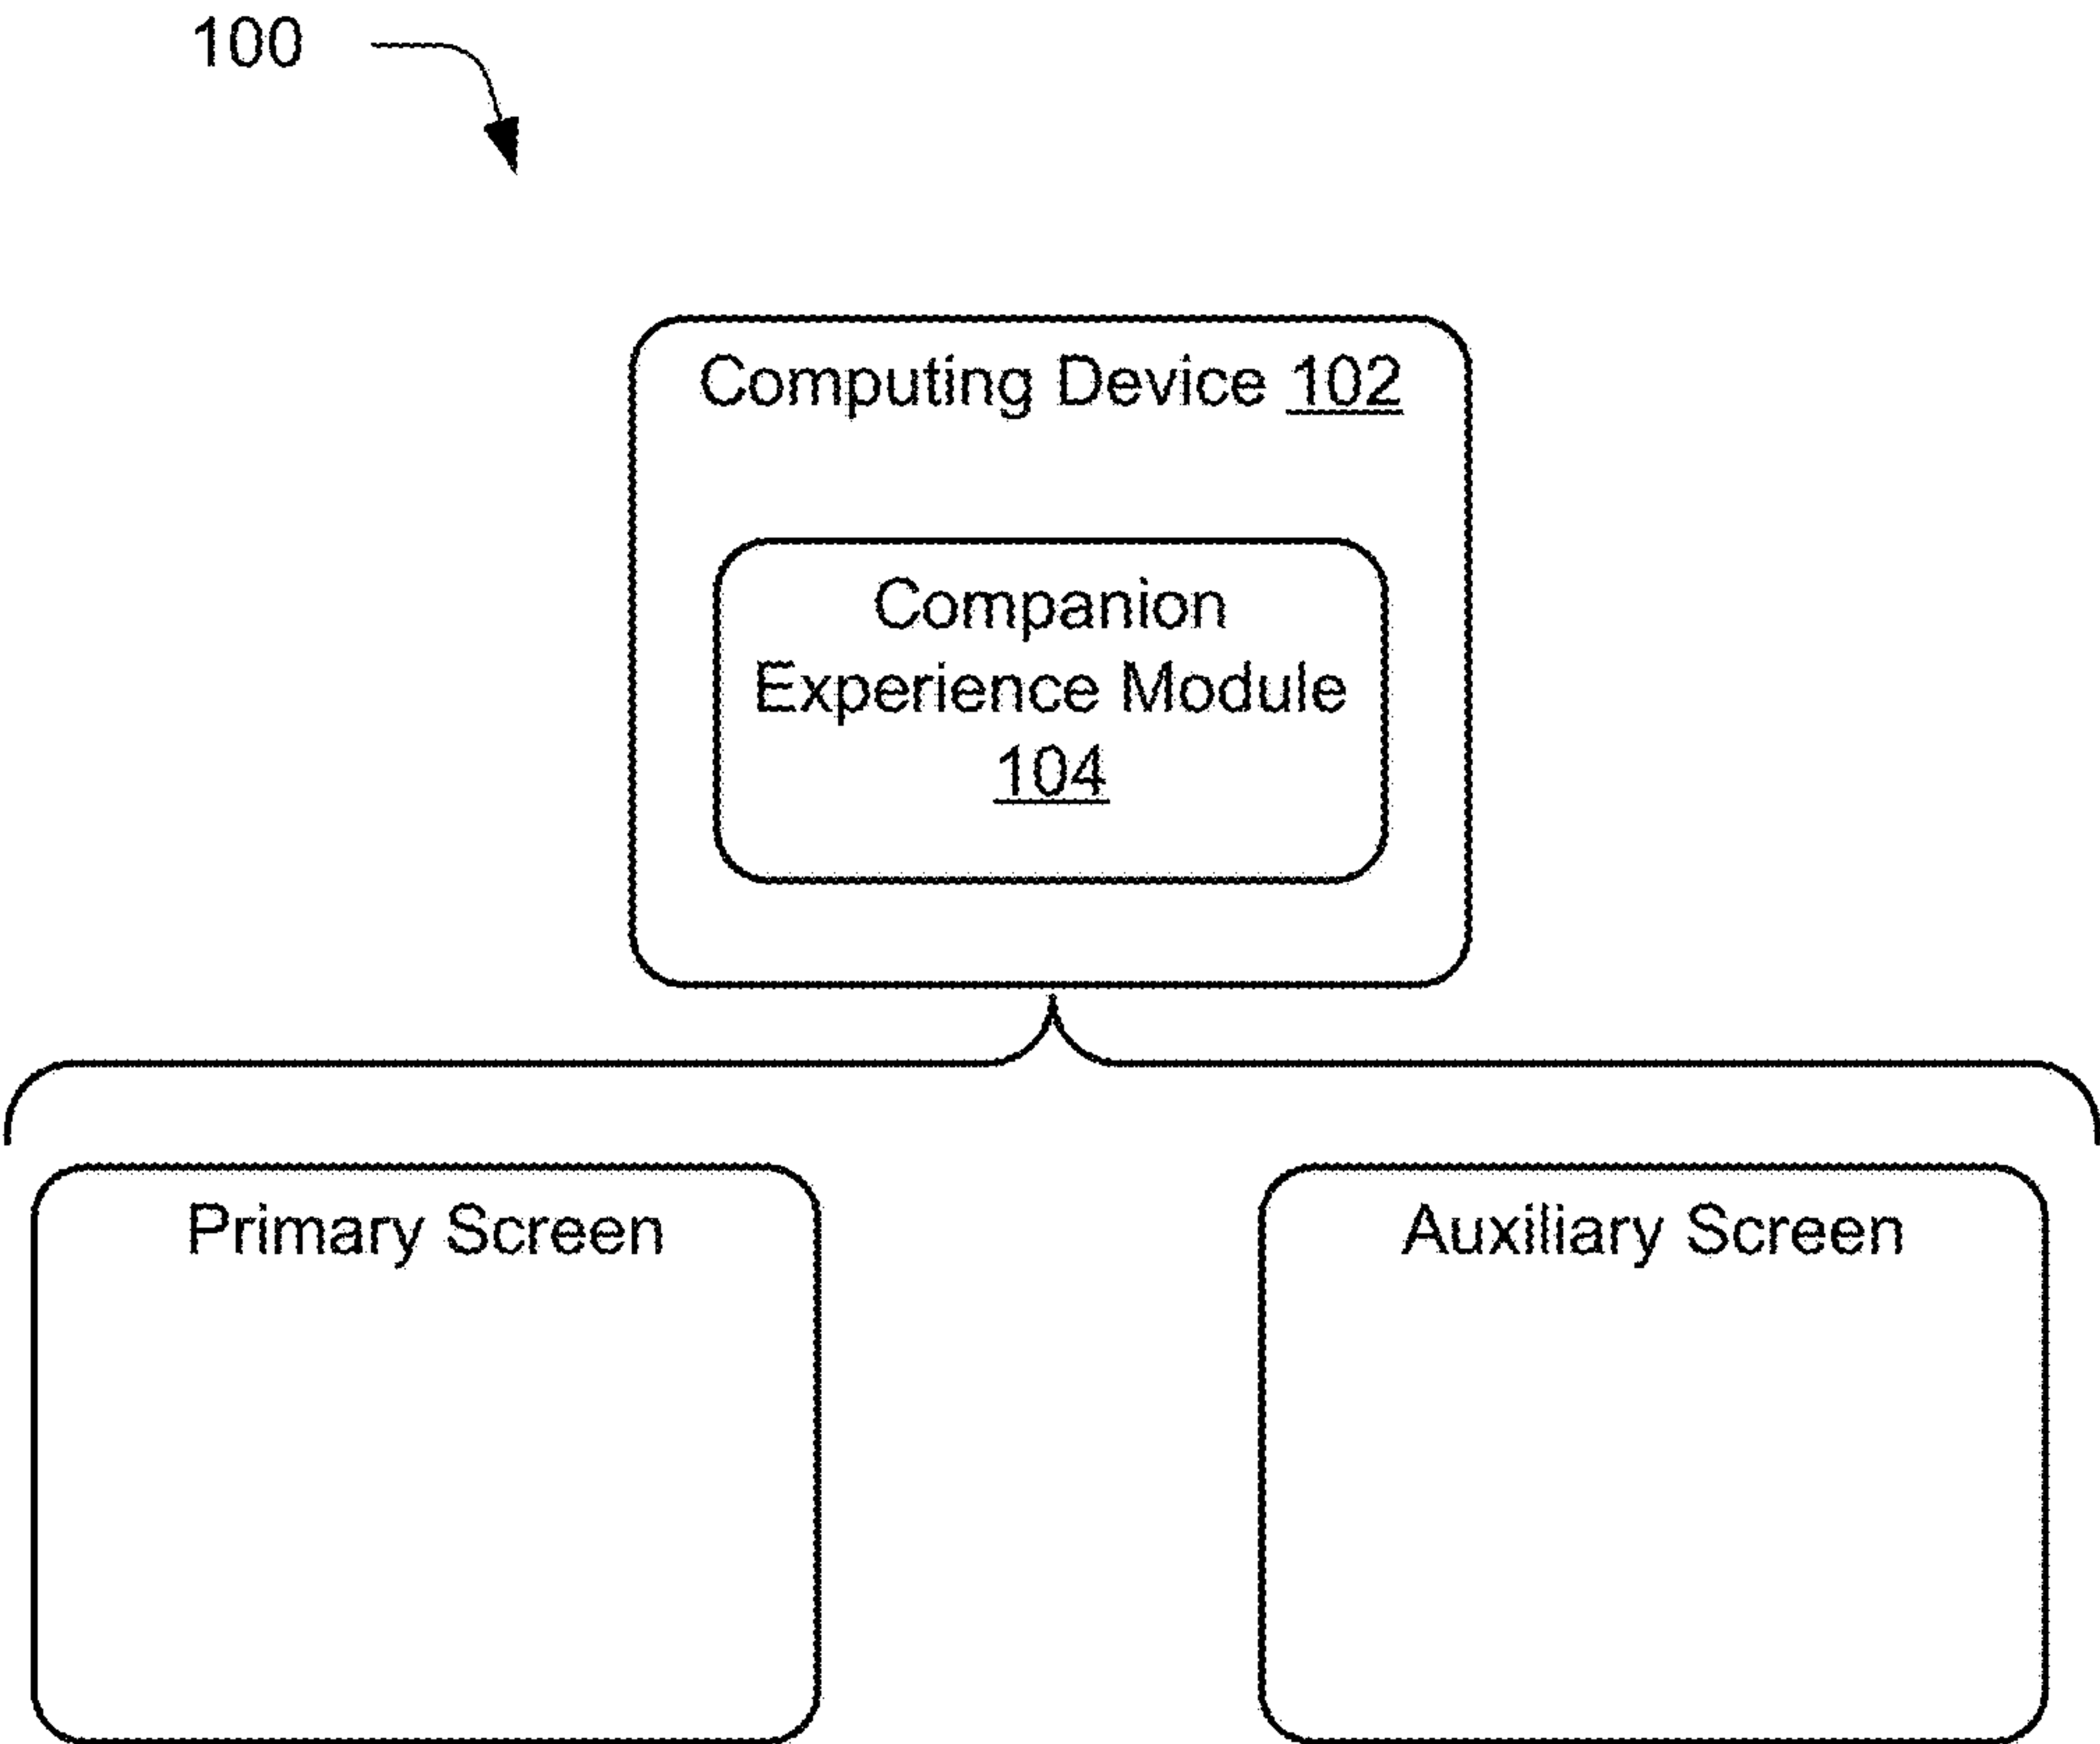 100
Computing Device 102
Companion
Experience Module
104
Primary Screen
Auxiliary Screen